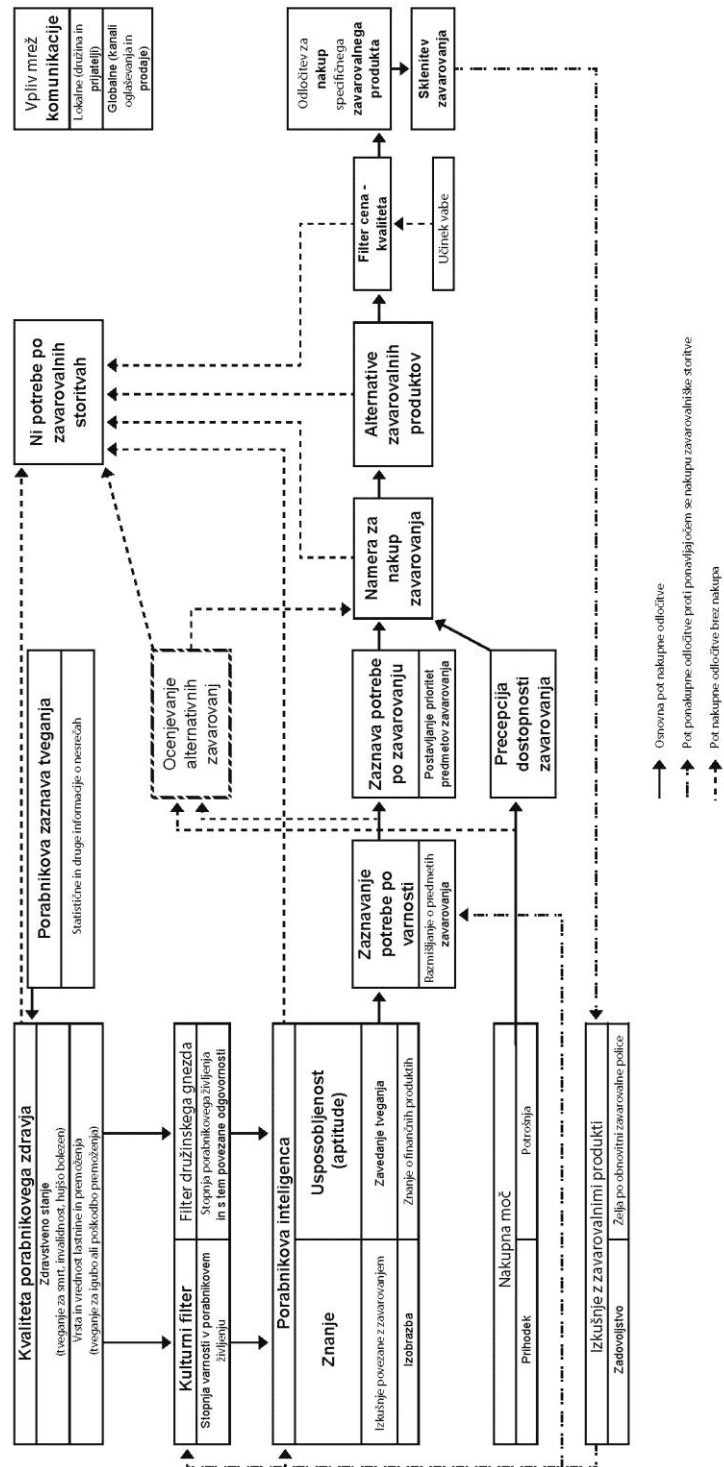 Kvaliteta porabnikovega zdravja
Zdravstveno stanje
(tveganje za smrt, invalidnost, hujšo bolezen)
Vrsta in vrednost lastnine in premoženja
(tveganje za igubo ali poškodbo premoženja)
Porabnikova zaznava tveganja
Statistične in druge informacije o nesrečah
Ni potrebe po
zavarovalnih
storitvah
Vpliv mrež
komunikacije
Lokalne (družina in
prijatelji)
Globalne (kanali
oglaševanja in
prodaje)
Kulturni filter
Stopnja varnosti v porabnikovem
življenju
Filter družinskega gnezda
Stopnja porabnikovega življenja
in s tem povezane odgovornosti
Ocenjevanje
alternativnih
zavarovanj
Porabnikova inteligenca
Znanje
Usposobljenost
(aptitude)
Izkušnje povezane z zavarovanjem
Zavedanje tveganja
Izobrazba
Znanje o finančnih produktih
Zaznavanje
potrebe po
varnosti
Razmišljanje o predmetih
zavarovanja
Zaznava potrebe
po zavarovanju
Postavljanje prioritet
predmetov zavarovanja
Namera za
nakup
zavarovanja
Alternative
zavarovalnih
produktov
Filter cena -
kvaliteta
Učinek vabe
Odločitev za
nakup
specifičnega
zavarovalnega
produkta
Sklenitev
zavarovanja
Nakupna moč
Prihodek
Potrošnja
Precepcija
dostopnosti
zavarovanja
Izkušnje z zavarovalnimi produkti
Zadovoljstvo
Želja po obnovitni zavarovalne police
Osnovna pot nakupne odločitve
Pot ponakupne odločitve proti ponavljajočem se nakupu zavarovalniške storitve
Pot nakupne odločitve brez nakupa